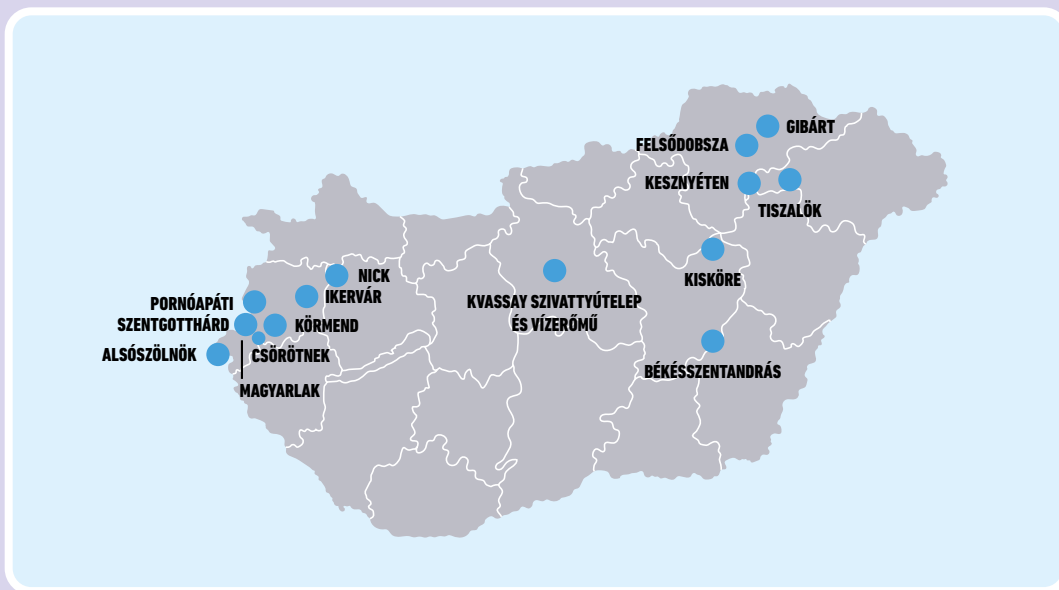 GIBÁRT
FELSŐDOBSZA
KESZNYÉTEN
TISZALÖK
KISKÖRE
NICK
IKERVÁR
KVASSAY SZIVATTYÚTELEP
ÉS VÍZERŐMŰ
PORNÓAPÁTI
SZENTGOTTHÁRD
KÖRMEND
ALSÓSZÖLNÖK
CSÖRÖTNEK
MAGYARLAK
BÉKÉSSZENTANDRÁS